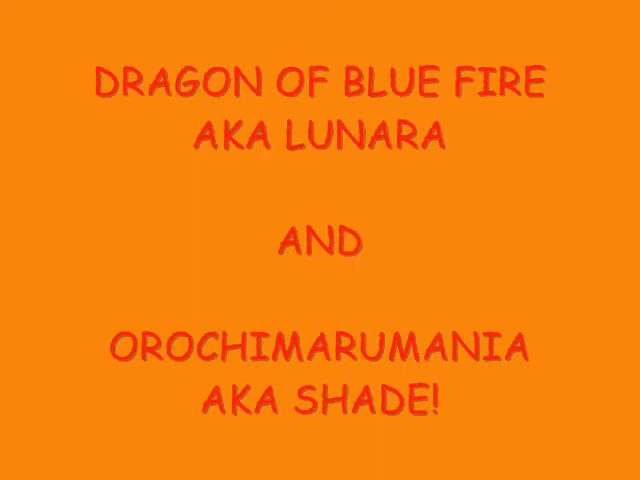 DRAGON OF BLUE FIRE
AKA LUNARA
AND
OROCHIMARUMANIA
AKA SHADE!